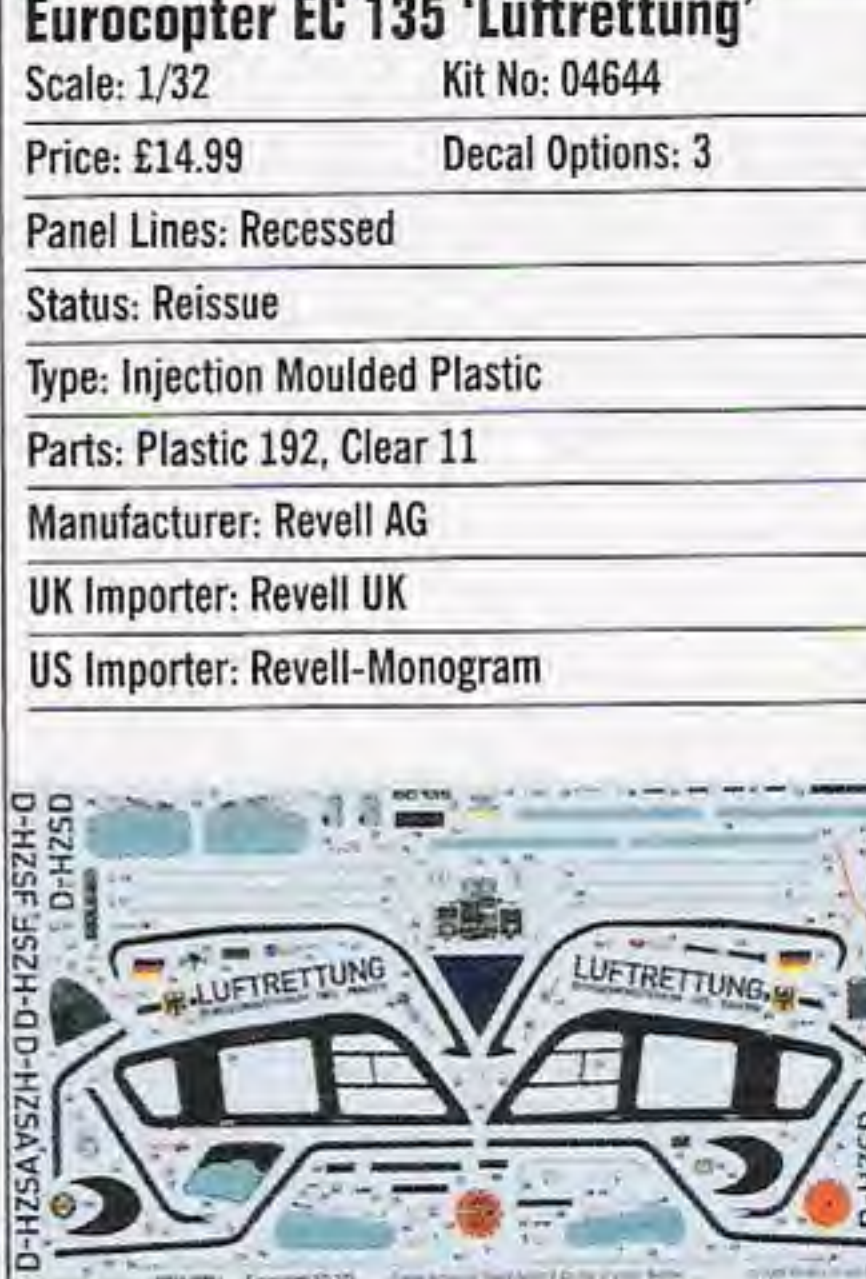 Eurocopter EC 135 ‘Luftrettung’
Scale: 1/32 Kit No: 04644
Price: £14.99 Decal Options: 3
Panel Lines: Recessed
Status: Reissue
Type: Injection Moulded Plastic
Parts: Plastic 192, Clear 11
Manufacturer: Revell AG
UK Importer: Revell UK
US Importer: Revell-Monogram
D-HZSD
D-HZSA
D-HZSF
LUFTRETTUNG
LUFTRETTUNG